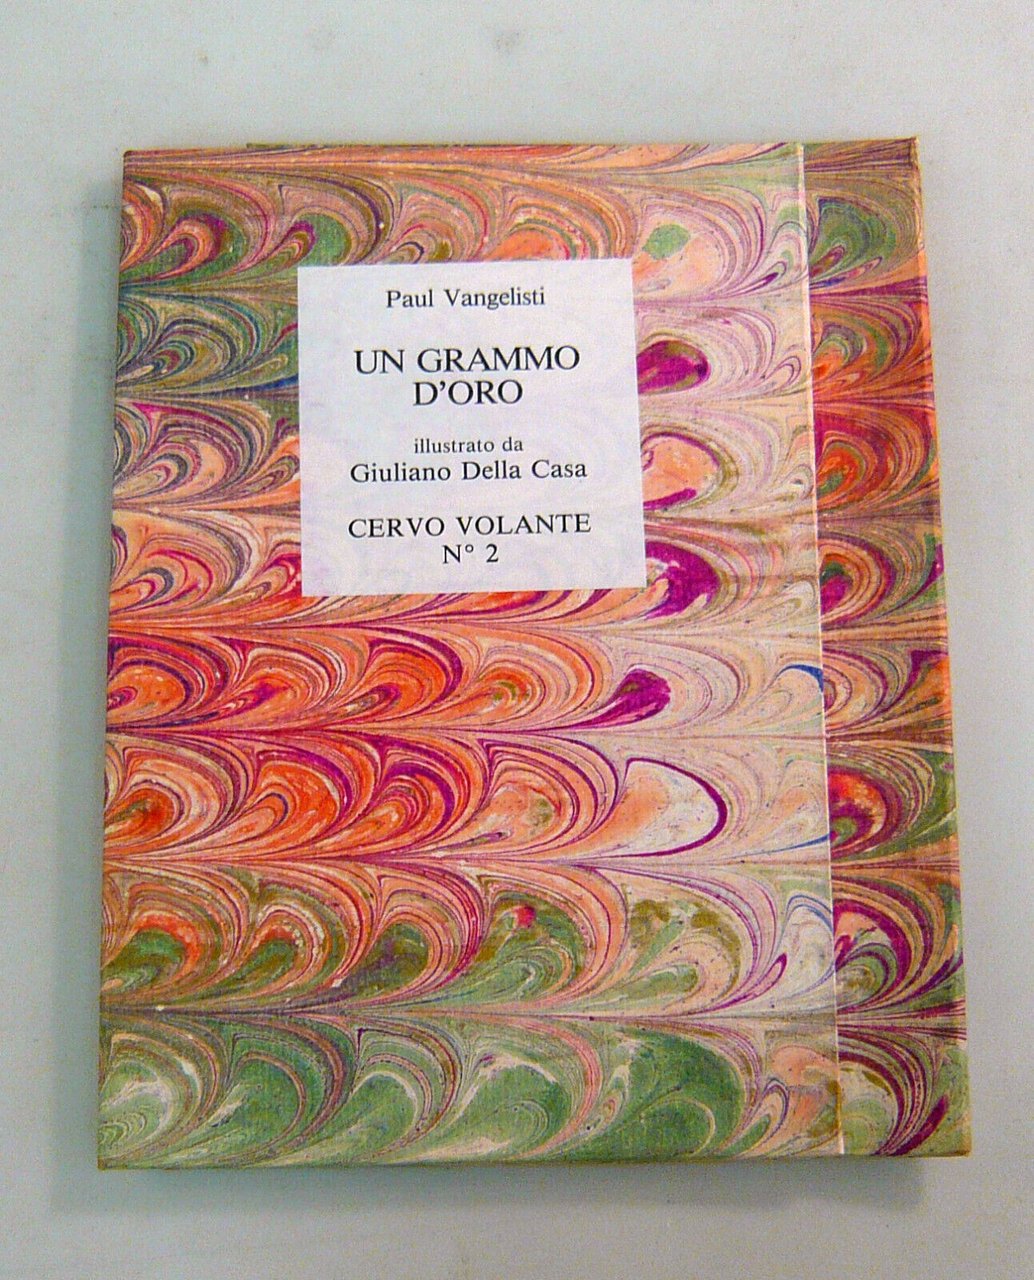 Paul Vangelisti
UN GRAMMO
D'ORO
illustrato da
Giuliano Della Casa
CERVO VOLANTE
N° 2